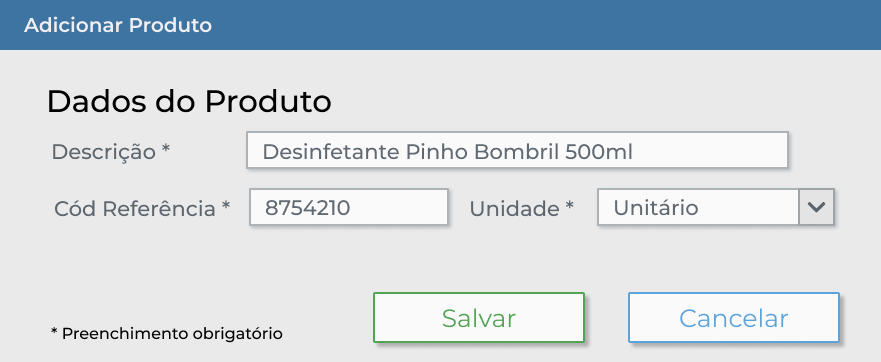 Adicionar Produto
Dados do Produto
Descrição * Desinfetante Pinho Bombril 500ml
Cód Referência * 8754210 Unidade * Unitário
* Preenchimento obrigatório Salvar Cancelar